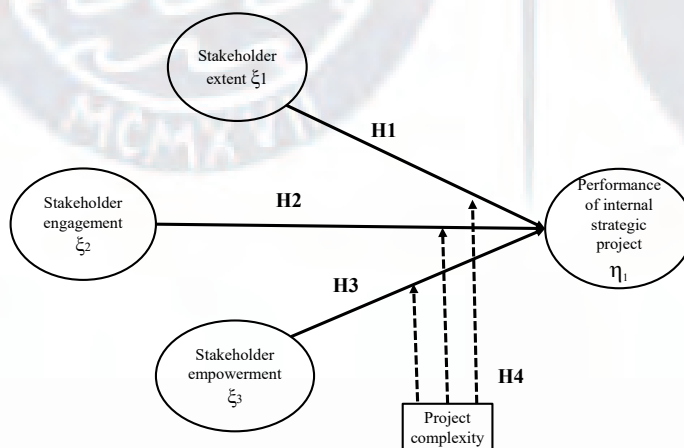 Stakeholder
extent ξ1
H1
MCMXVII
Stakeholder
engagement
ξ2
H2
Performance
of internal
strategic
project
η1
H3
Stakeholder
empowerment
ξ3
H4
Project
complexity